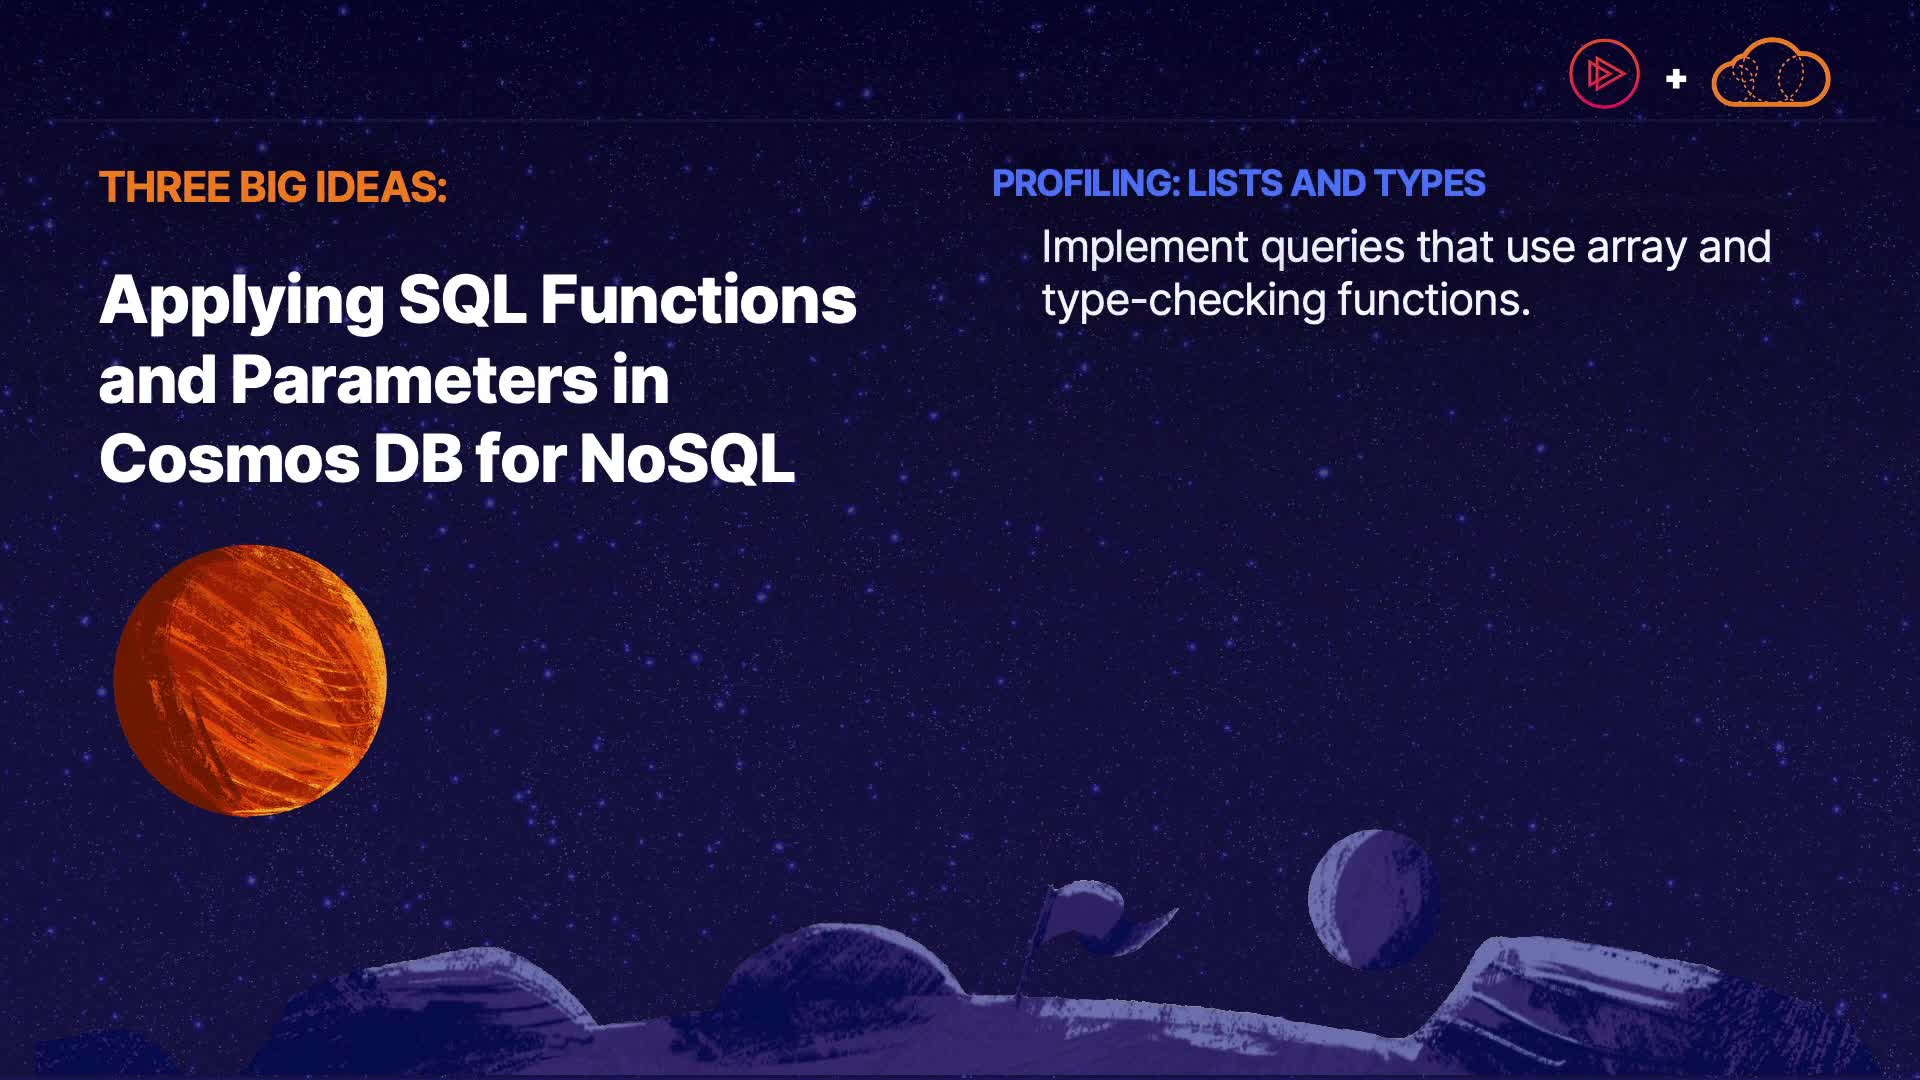 THREE BIG IDEAS:
Applying SQL Functions
and Parameters in
Cosmos DB for NoSQL
PROFILING: LISTS AND TYPES
Implement queries that use array and
type-checking functions.